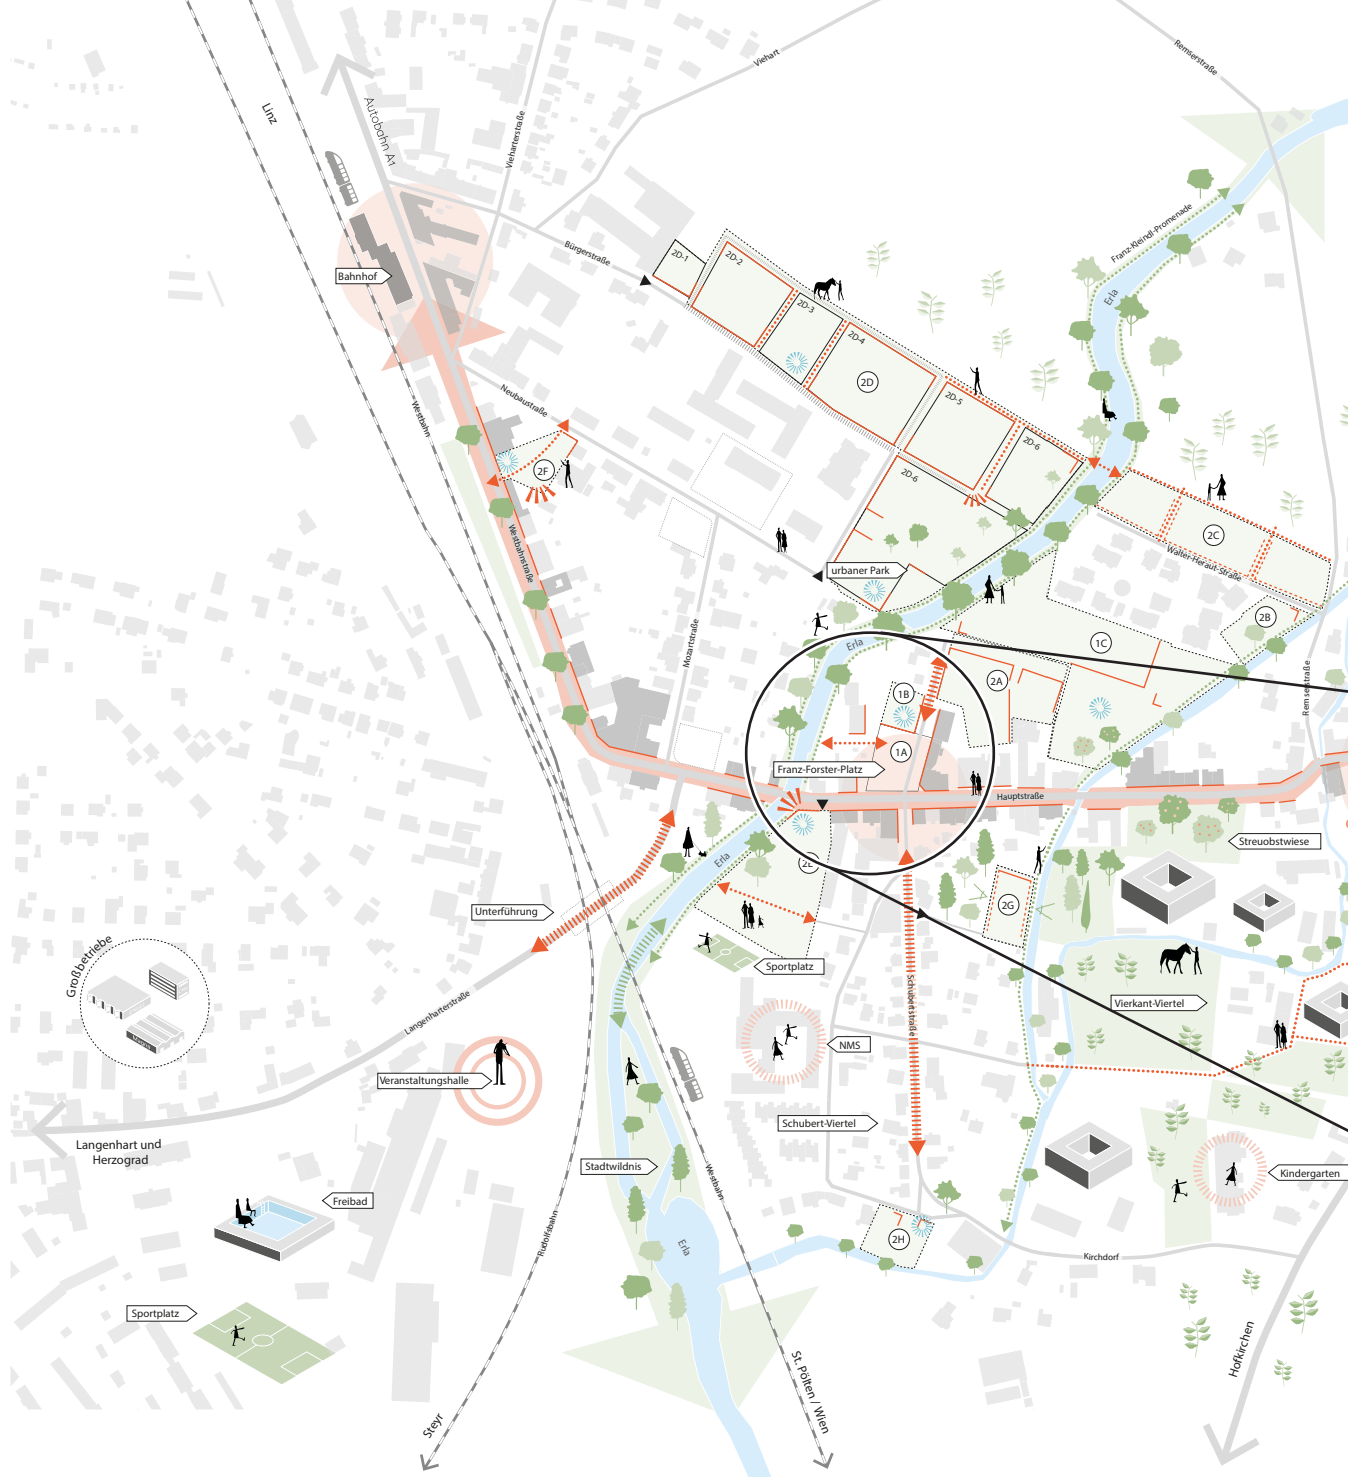 Viehart
Remserstraße
Linz
Autobahn A1
Vieharterstraße
Franz-Kleindl-Promenade
Bürgerstraße
Bahnhof
2D-1
2D-2
2D-3
2D-4
2D
2D-5
2D-6
2D-6
Erla
Neubaustraße
Westbahn
2F
Westbahnstraße
2C
Walter-Heraut-Straße
urbaner Park
2B
Mozartstraße
Erla
1C
2A
1B
Remserstraße
1A
Franz-Forster-Platz
Hauptstraße
Streuobstwiese
Erla
2E
2G
Unterführung
Großbetriebe
Magna
Sportplatz
Schubertstraße
Vierkant-Viertel
Langenharterstraße
NMS
Veranstaltungshalle
Schubert-Viertel
Langenhart und
Herzograd
Stadtwildnis
Westbahn
Kindergarten
Freibad
Rudolfsbahn
Erla
2H
Kirchdorf
Sportplatz
Hofkirchen
Steyr
St. Pölten / Wien